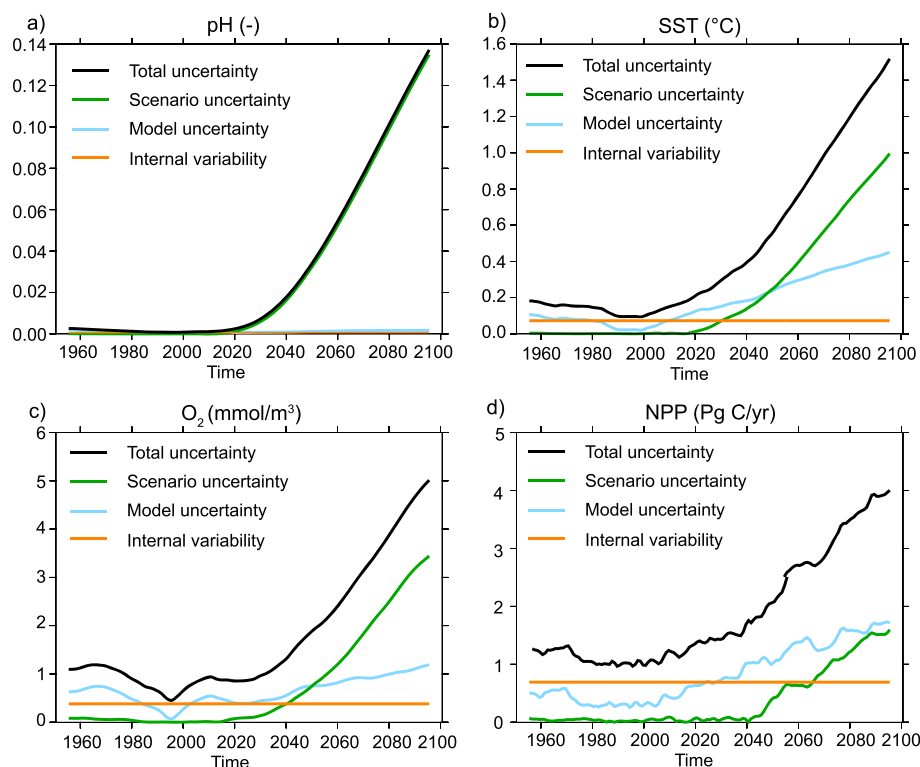 a)
pH (-)
0.14
0.12
0.10
0.08
0.06
0.04
0.02
0.00
Total uncertainty
Scenario uncertainty
Model uncertainty
Internal variability
1960 1980 2000 2020 2040 2060 2080 2100
Time
b)
SST (°C)
1.6
1.4
1.2
1.0
0.8
0.6
0.4
0.2
0.0
Total uncertainty
Scenario uncertainty
Model uncertainty
Internal variability
1960 1980 2000 2020 2040 2060 2080 2100
Time
c)
O2 (mmol/m³)
6
5
4
3
2
1
0
Total uncertainty
Scenario uncertainty
Model uncertainty
Internal variability
1960 1980 2000 2020 2040 2060 2080 2100
Time
d)
NPP (Pg C/yr)
5
4
3
2
1
0
Total uncertainty
Scenario uncertainty
Model uncertainty
Internal variability
1960 1980 2000 2020 2040 2060 2080 2100
Time